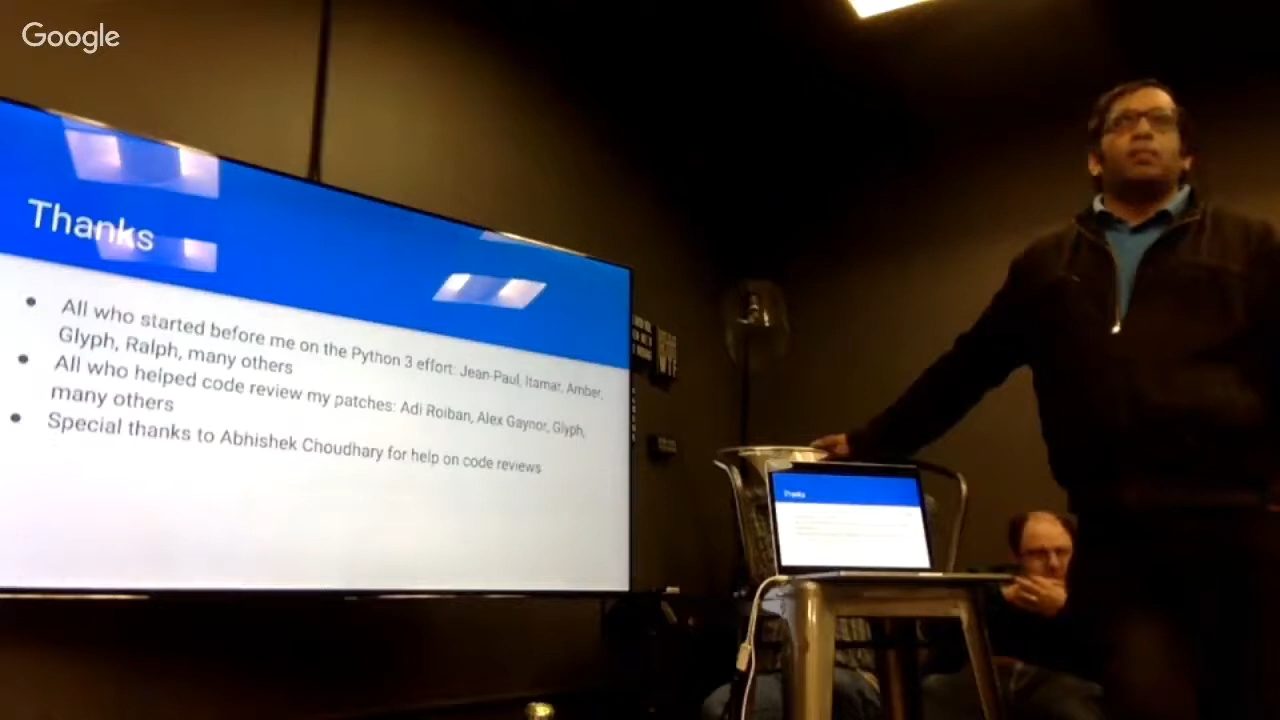 Google
Thanks
All who started before me on the Python 3 effort: Jean-Paul, Itamar, Amber,
Glyph, Ralph, many others
All who helped code review my patches: Adi Roiban, Alex Gaynor, Glyph,
many others
Special thanks to Abhishek Choudhary for help on code reviews
Thanks